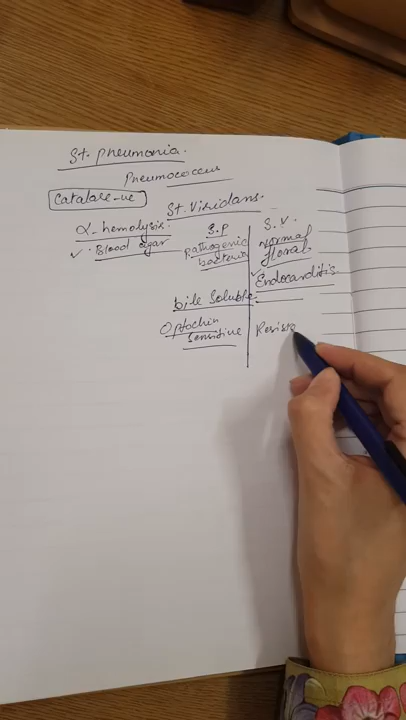 St. pneumonia.
Pneumococcus
Catalase -ve
St. Viridans.
α-hemolysis.
✓ . Blood agar
S.P
pathogenic
bacteria
S.V.
normal
floral
✓ Endocarditis.
bile Soluble
Optochin
Sensitive
Resista